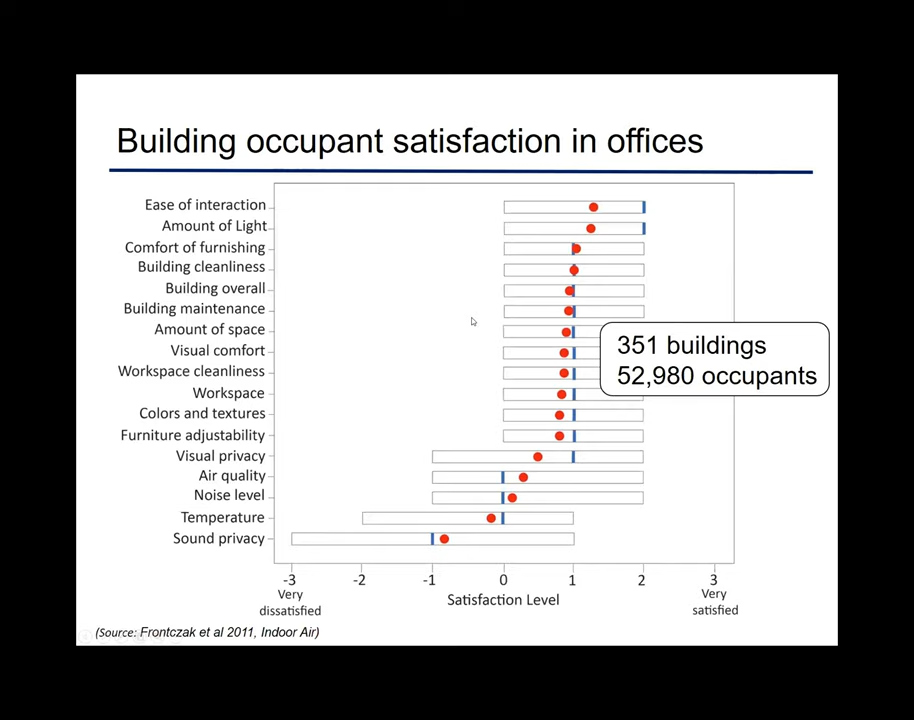 Building occupant satisfaction in offices
Ease of interaction
Amount of Light
Comfort of furnishing
Building cleanliness
Building overall
Building maintenance
Amount of space
Visual comfort
Workspace cleanliness
Workspace
Colors and textures
Furniture adjustability
Visual privacy
Air quality
Noise level
Temperature
Sound privacy
351 buildings
52,980 occupants
-3 -2 -1 0 1 2 3
Very
dissatisfied
Satisfaction Level
Very
satisfied
(Source: Frontczak et al 2011, Indoor Air)